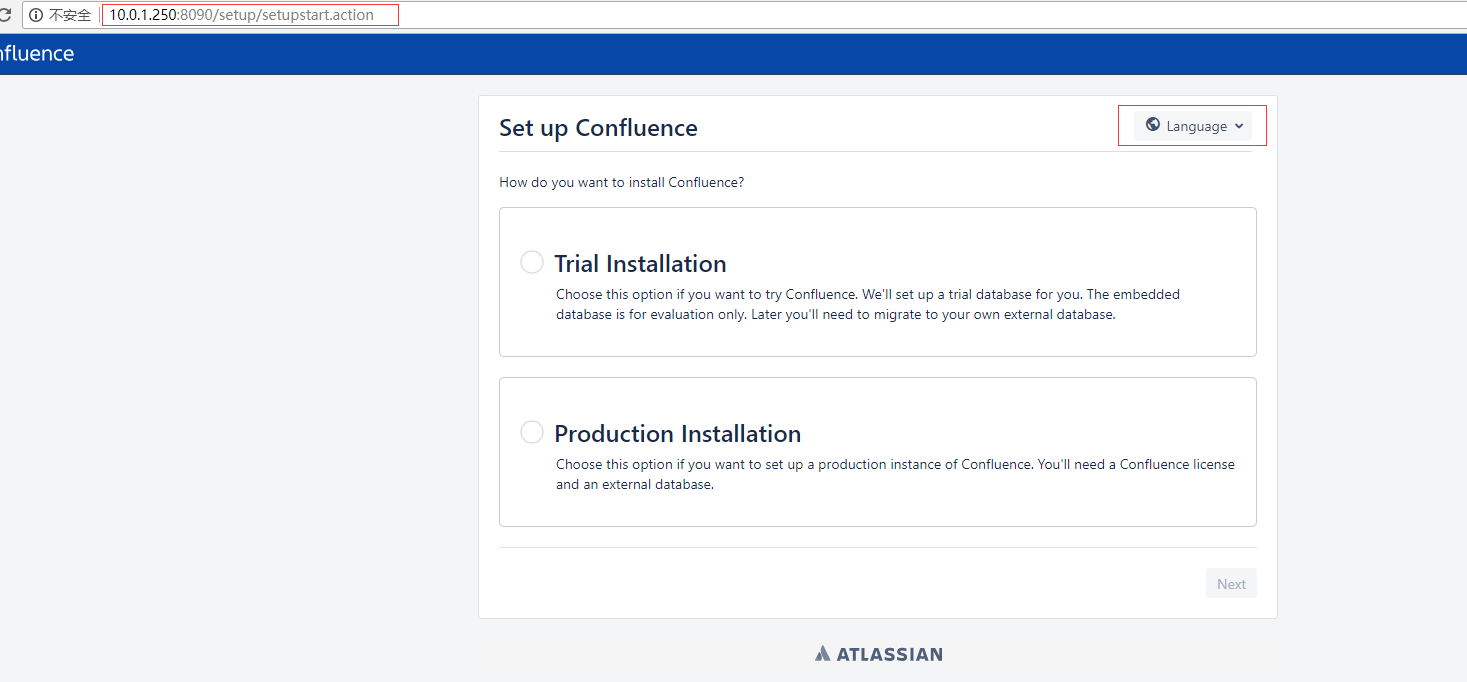 不安全 10.0.1.250:8090/setup/setupstart.action
nfluence
Set up Confluence
Language
How do you want to install Confluence?
Trial Installation
Choose this option if you want to try Confluence. We'll set up a trial database for you. The embedded
database is for evaluation only. Later you'll need to migrate to your own external database.
Production Installation
Choose this option if you want to set up a production instance of Confluence. You'll need a Confluence license
and an external database.
Next
ATLASSIAN